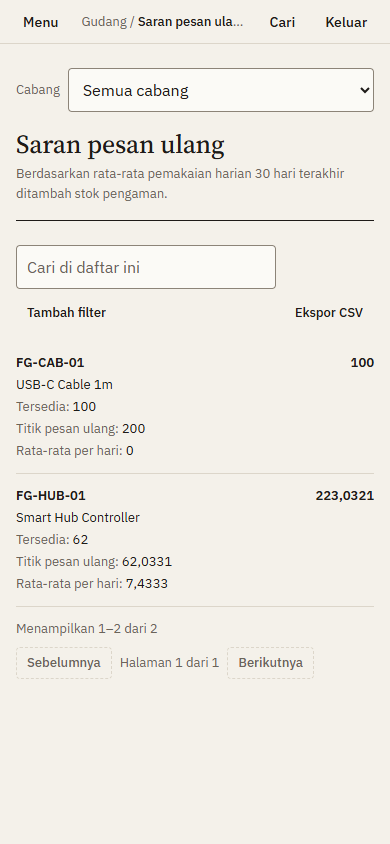 Menu Gudang / Saran pesan ula... Cari Keluar
Cabang Semua cabang
Saran pesan ulang
Berdasarkan rata-rata pemakaian harian 30 hari terakhir
ditambah stok pengaman.
Cari di daftar ini
Tambah filter Ekspor CSV
FG-CAB-01 100
USB-C Cable 1m
Tersedia: 100
Titik pesan ulang: 200
Rata-rata per hari: 0
FG-HUB-01 223,0321
Smart Hub Controller
Tersedia: 62
Titik pesan ulang: 62,0331
Rata-rata per hari: 7,4333
Menampilkan 1–2 dari 2
Sebelumnya Halaman 1 dari 1 Berikutnya